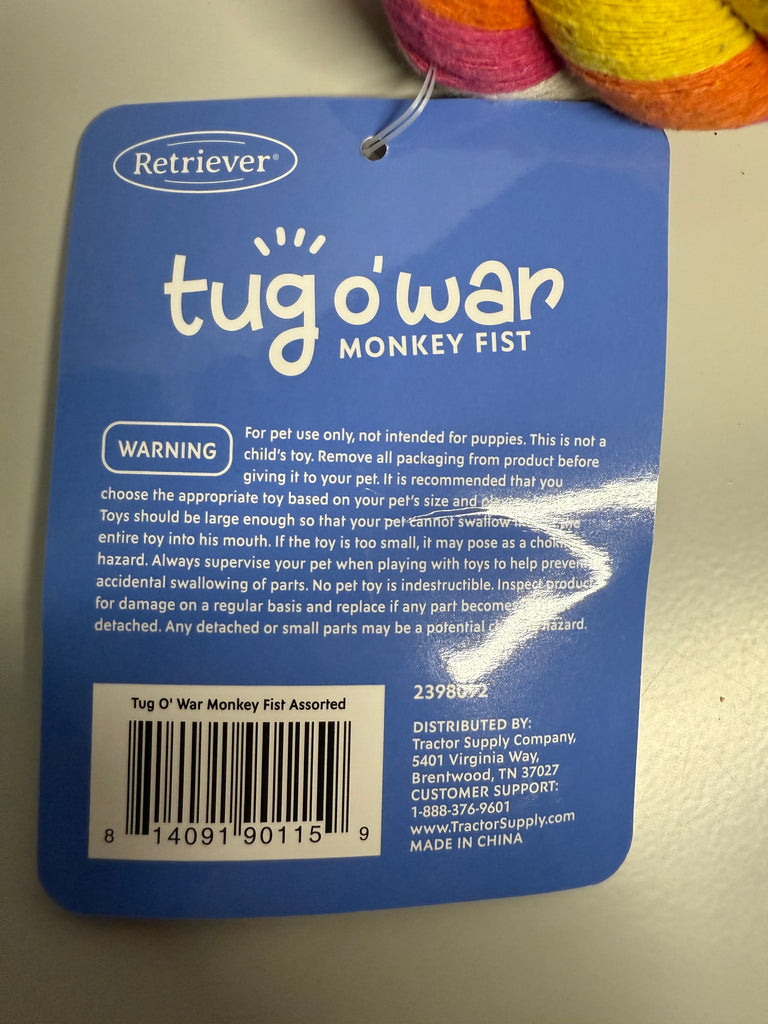 Retriever®
tug o' war
MONKEY FIST
WARNING
For pet use only, not intended for puppies. This is not a
child's toy. Remove all packaging from product before
giving it to your pet. It is recommended that you
choose the appropriate toy based on your pet's size and
Toys should be large enough so that your pet cannot swallow
entire toy into his mouth. If the toy is too small, it may pose as a choking
hazard. Always supervise your pet when playing with toys to help prevent
accidental swallowing of parts. No pet toy is indestructible. Inspect product
for damage on a regular basis and replace if any part becomes
detached. Any detached or small parts may be a potential hazard.
Tug O' War Monkey Fist Assorted
8 14091 90115 9
DISTRIBUTED BY:
Tractor Supply Company,
5401 Virginia Way,
Brentwood, TN 37027
CUSTOMER SUPPORT:
1-888-376-9601
www.TractorSupply.com
MADE IN CHINA